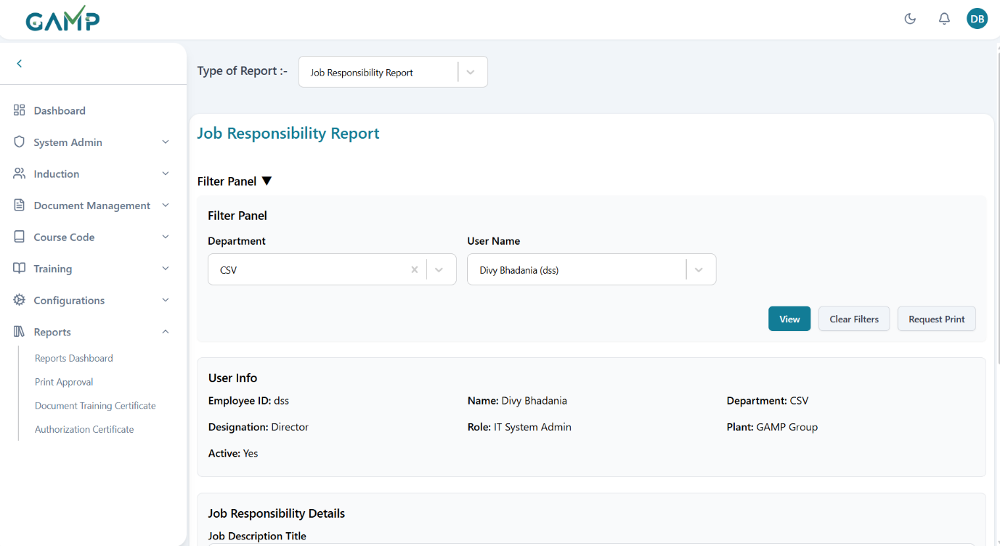 GAMP
DB
Type of Report :-
Job Responsibility Report
Dashboard
System Admin
Induction
Document Management
Course Code
Training
Configurations
Reports
Reports Dashboard
Print Approval
Document Training Certificate
Authorization Certificate
Job Responsibility Report
Filter Panel ▼
Filter Panel
Department
User Name
CSV
Divy Bhadania (dss)
View
Clear Filters
Request Print
User Info
Employee ID: dss
Name: Divy Bhadania
Department: CSV
Designation: Director
Role: IT System Admin
Plant: GAMP Group
Active: Yes
Job Responsibility Details
Job Description Title